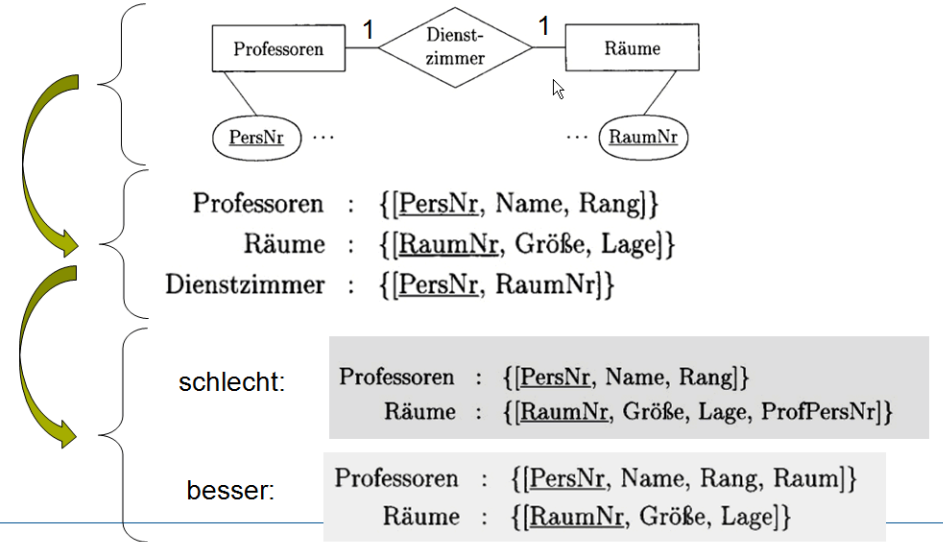 Professoren 1 Dienst-
zimmer 1 Räume
PersNr ... ... RaumNr
Professoren : {[PersNr, Name, Rang]}
Räume : {[RaumNr, Größe, Lage]}
Dienstzimmer : {[PersNr, RaumNr]}
schlecht:
Professoren : {[PersNr, Name, Rang]}
Räume : {[RaumNr, Größe, Lage, ProfPersNr]}
besser:
Professoren : {[PersNr, Name, Rang, Raum]}
Räume : {[RaumNr, Größe, Lage]}